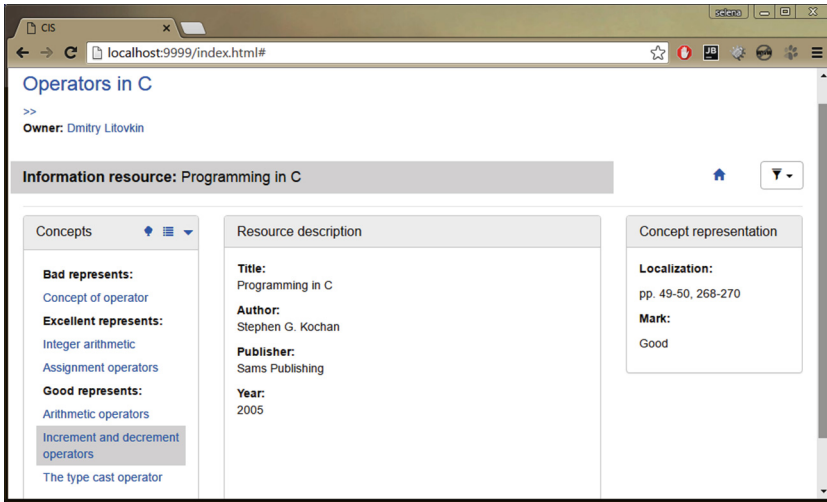 selena
CIS
localhost:9999/index.html#
JB
Operators in C
>>
Owner: Dmitry Litovkin
Information resource: Programming in C
Concepts
Bad represents:
Concept of operator
Excellent represents:
Integer arithmetic
Assignment operators
Good represents:
Arithmetic operators
Increment and decrement
operators
The type cast operator
Resource description
Title:
Programming in C
Author:
Stephen G. Kochan
Publisher:
Sams Publishing
Year:
2005
Concept representation
Localization:
pp. 49-50, 268-270
Mark:
Good